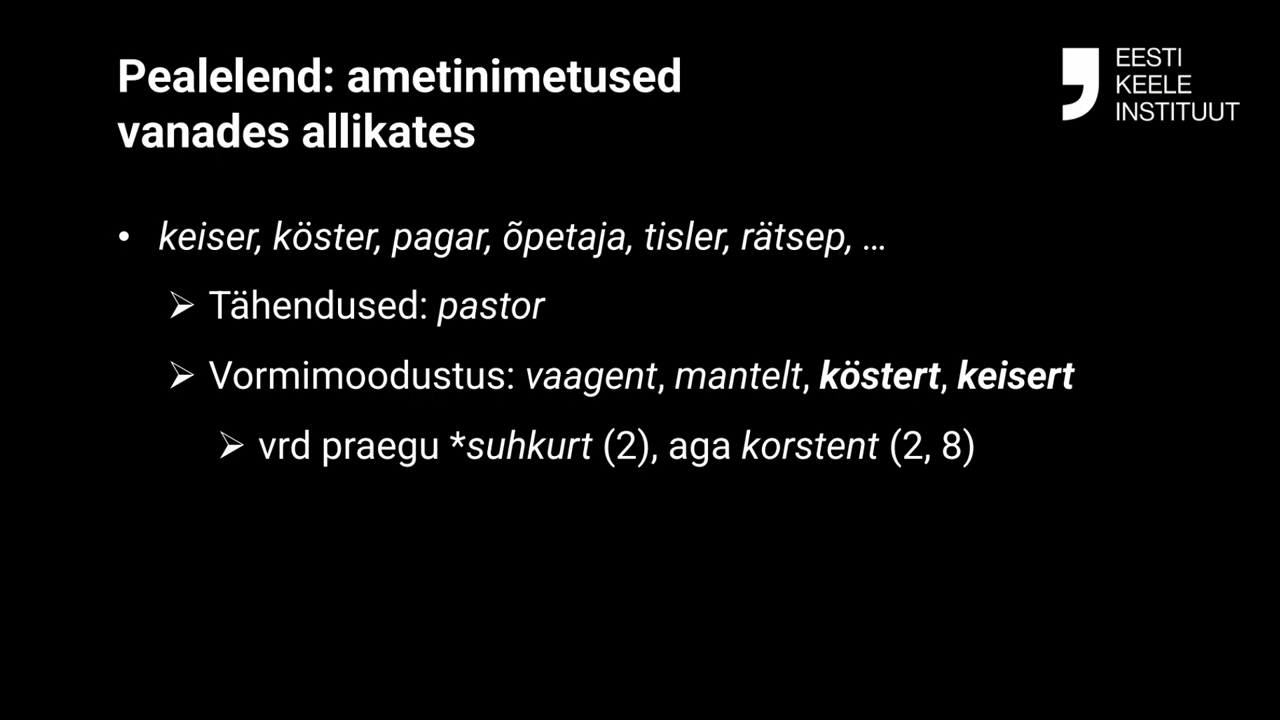 Pealelend: ametinimetused
vanades allikates
EESTI
KEELE
INSTITUUT
• keiser, köster, pagar, õpetaja, tisler, rätsep, ...
➢ Tähendused: pastor
➢ Vormimoodustus: vaagent, mantelt, köstert, keisert
➢ vrd praegu *suhkurt (2), aga korstent (2, 8)